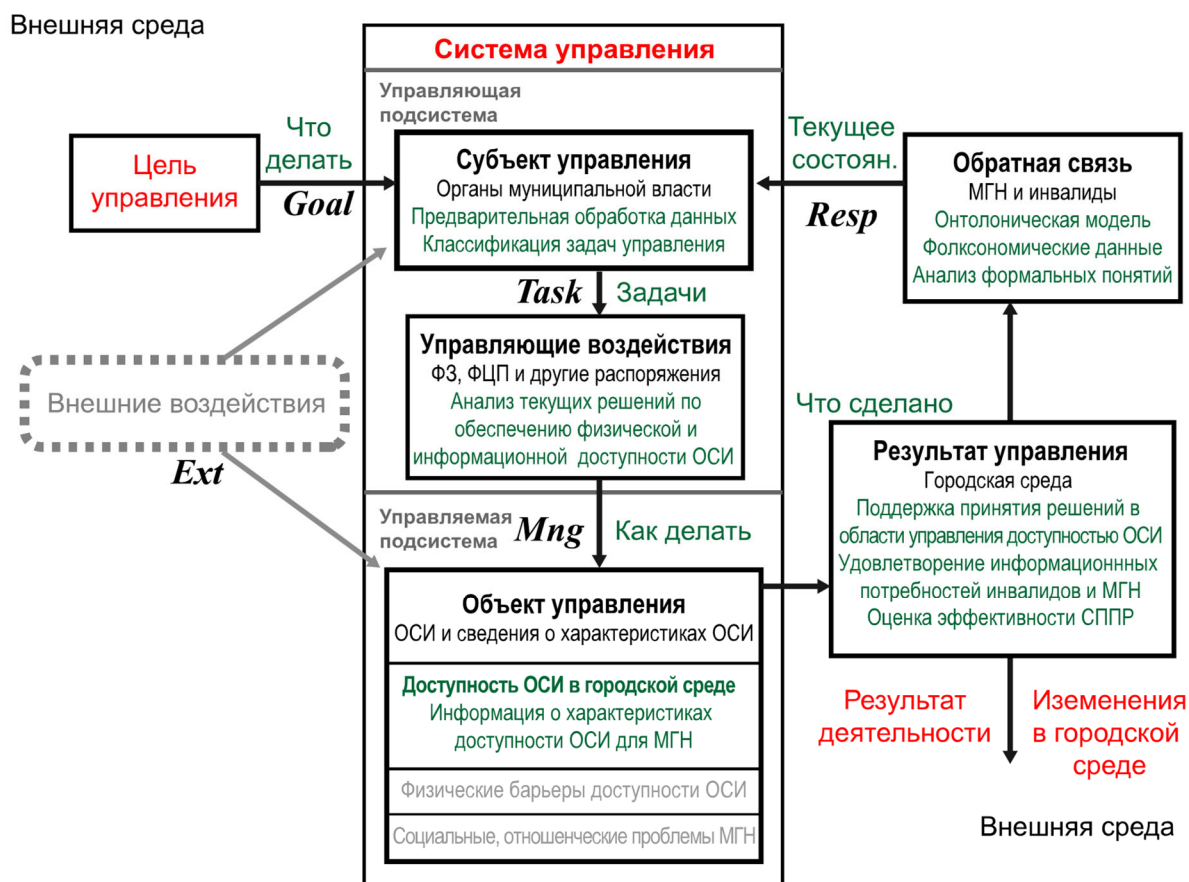 Внешняя среда
Система управления
Управляющая
подсистема
Цель
управления
Что
делать
Goal
Субъект управления
Органы муниципальной власти
Предварительная обработка данных
Классификация задач управления
Текущее
состоян.
Resp
Обратная связь
МГН и инвалиды
Онтолоническая модель
Фолксономические данные
Анализ формальных понятий
Task
Задачи
Управляющие воздействия
ФЗ, ФЦП и другие распоряжения
Анализ текущих решений по
обеспечению физической и
информационной доступности ОСИ
Внешние воздействия
Ext
Что сделано
Результат управления
Городская среда
Поддержка принятия решений в
области управления доступностью ОСИ
Удовлетворение информационнных
потребностей инвалидов и МГН
Оценка эффективности СППР
Управляемая
подсистема
Mng
Как делать
Объект управления
ОСИ и сведения о характеристиках ОСИ
Доступность ОСИ в городской среде
Информация о характеристиках
доступности ОСИ для МГН
Физические барьеры доступности ОСИ
Социальные, отношенческие проблемы МГН
Результат
деятельности
Иземенения
в городской
среде
Внешняя среда